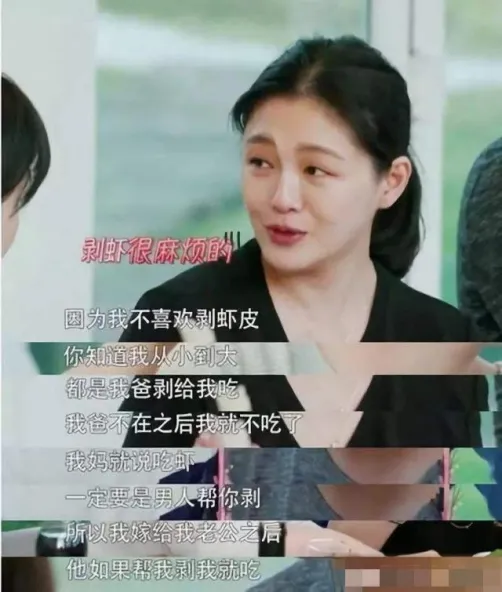 剥虾很麻烦的
因为我不喜欢剥虾皮
你知道我从小到大
都是我爸剥给我吃
我爸不在之后我就不吃了
我妈就说吃虾
一定要是男人帮你剥
所以我嫁给我老公之后
他如果帮我剥我就吃